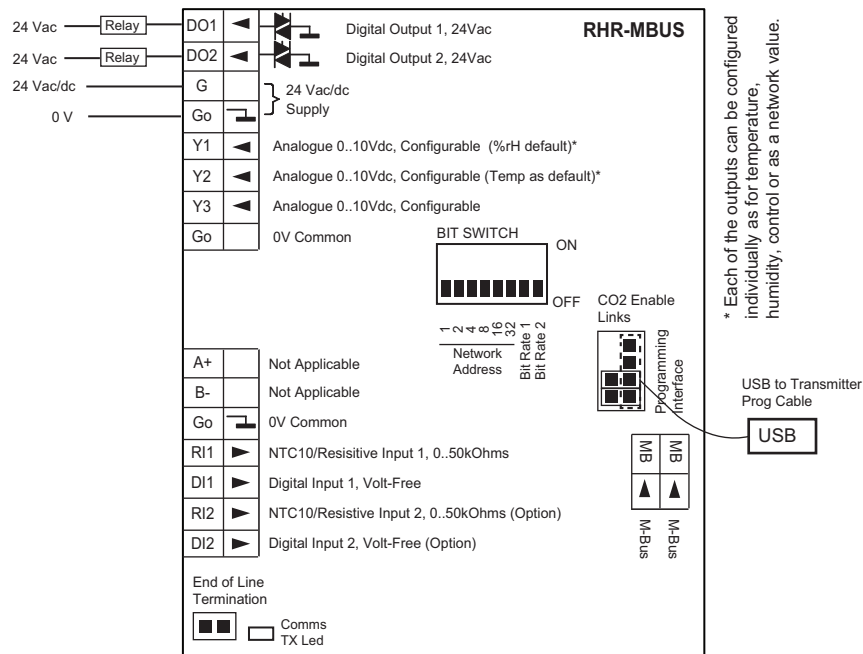 RHR-MBUS
24 Vac
Relay
DO1
Digital Output 1, 24Vac
24 Vac
Relay
DO2
Digital Output 2, 24Vac
24 Vac/dc
G
24 Vac/dc
Supply
0 V
Go
Y1
Analogue 0..10Vdc, Configurable (%rH default)*
Y2
Analogue 0..10Vdc, Configurable (Temp as default)*
Y3
Analogue 0..10Vdc, Configurable
Go
0V Common
BIT SWITCH
ON
OFF
1
2
4
8
16
32
Bit Rate 1
Bit Rate 2
Network
Address
CO2 Enable
Links
Programming
Interface
USB to Transmitter
Prog Cable
USB
* Each of the outputs can be configured
individually as for temperature,
humidity, control or as a network value.
A+
Not Applicable
B-
Not Applicable
Go
0V Common
RI1
NTC10/Resisitive Input 1, 0..50kOhms
DI1
Digital Input 1, Volt-Free
RI2
NTC10/Resistive Input 2, 0..50kOhms (Option)
DI2
Digital Input 2, Volt-Free (Option)
MB
MB
M-Bus
M-Bus
End of Line
Termination
Comms
TX Led